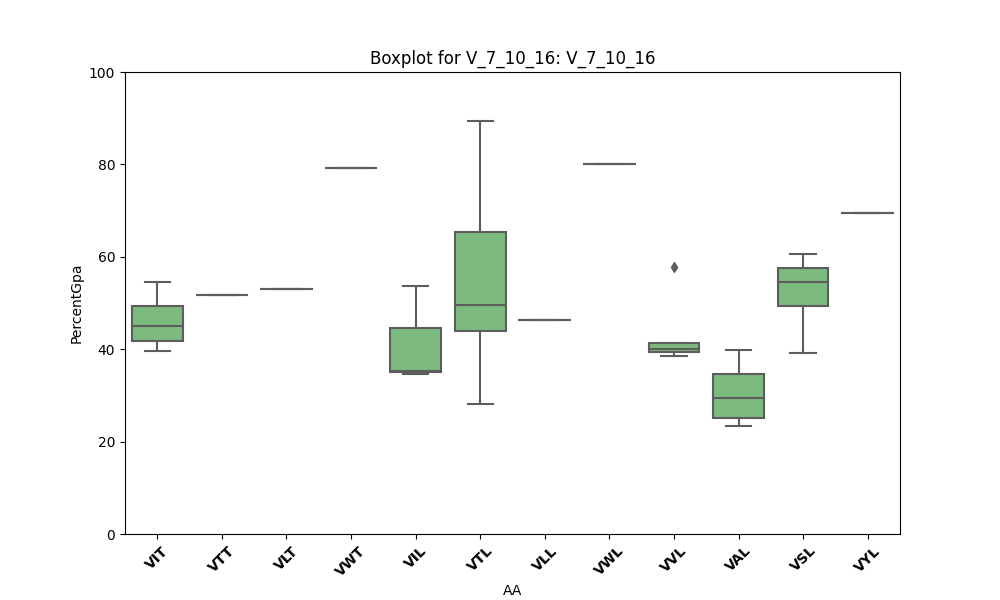 Boxplot for V_7_10_16: V_7_10_16
100
80
60
40
20
0
PercentGpa
VIT VTT VLT VWT VIL VTL VLL VWL VVL VAL VSL VYL
AA